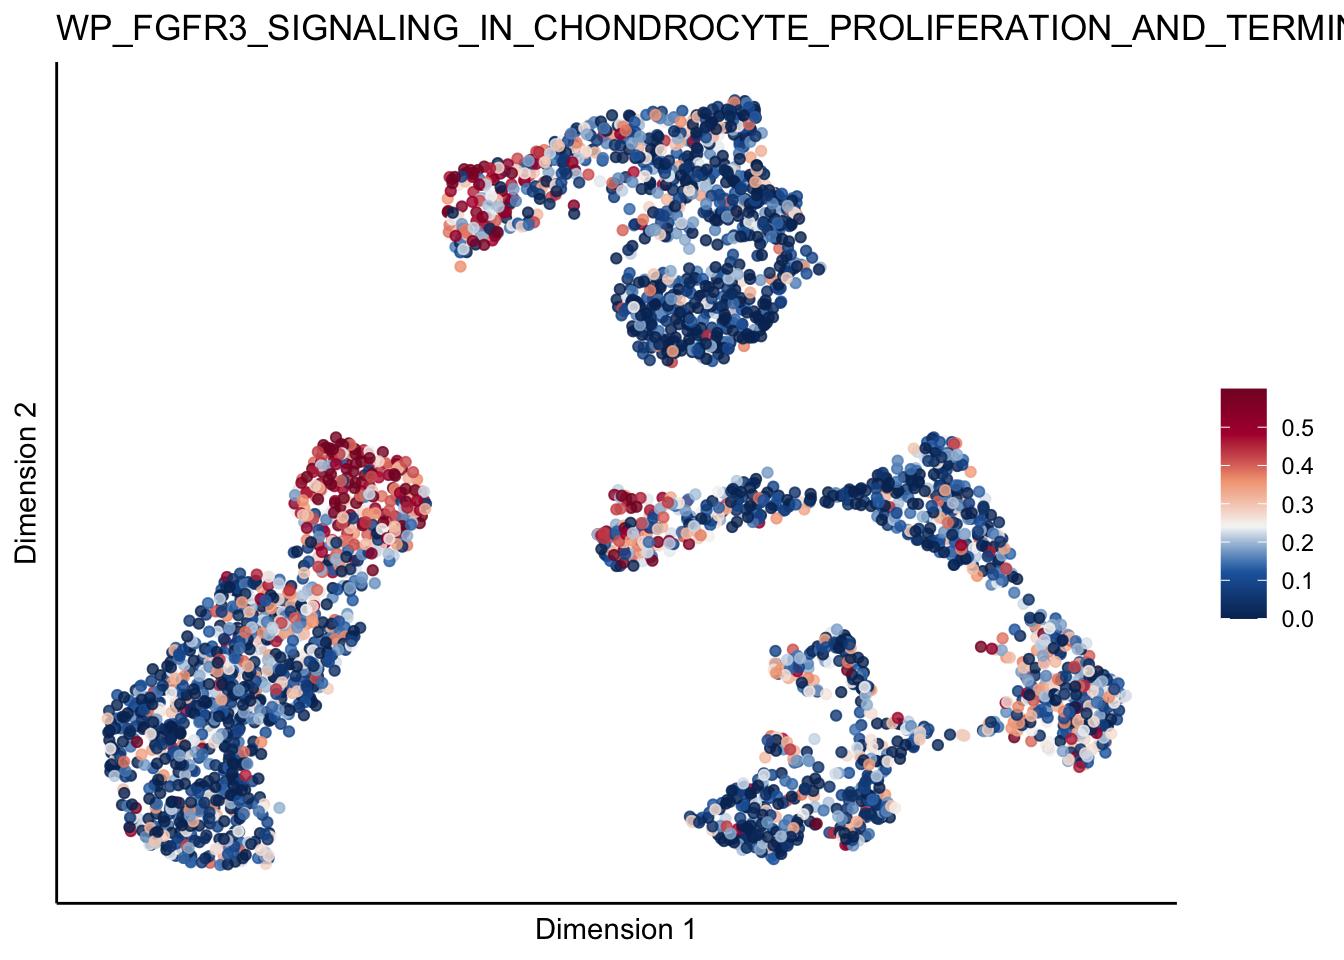 WP_FGFR3_SIGNALING_IN_CHONDROCYTE_PROLIFERATION_AND_TERMIN
Dimension 2
0.5
0.4
0.3
0.2
0.1
0.0
Dimension 1